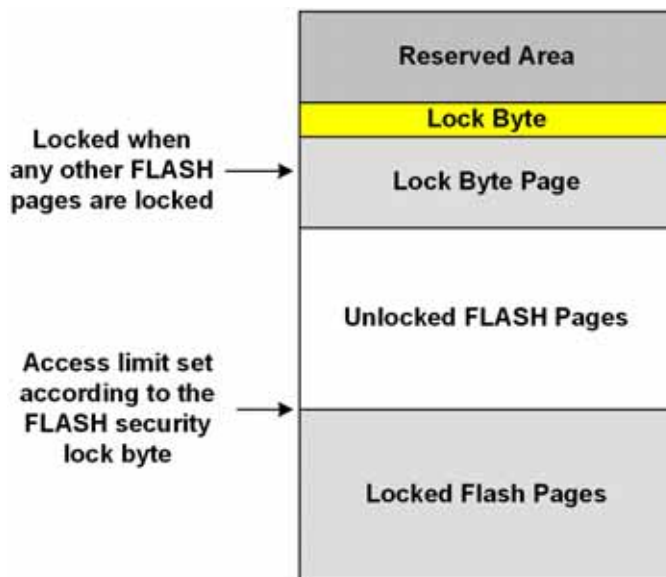 Reserved Area
Lock Byte
Locked when
any other FLASH
pages are locked
Lock Byte Page
Unlocked FLASH Pages
Access limit set
according to the
FLASH security
lock byte
Locked Flash Pages